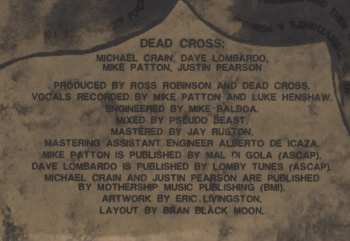 DEAD CROSS:
MICHAEL CRAIN, DAVE LOMBARDO,
MIKE PATTON, JUSTIN PEARSON
PRODUCED BY ROSS ROBINSON AND DEAD CROSS.
VOCALS RECORDED BY MIKE PATTON AND LUKE HENSHAW.
ENGINEERED BY MIKE BALBOA.
MIXED BY PSEUDO BEAST.
MASTERED BY JAY RUSTON.
MASTERING ASSISTANT ENGINEER ALBERTO DE ICAZA.
MIKE PATTON IS PUBLISHED BY MAL DI GOLA (ASCAP).
DAVE LOMBARDO IS PUBLISHED BY LOMBY TUNES (ASCAP).
MICHAEL CRAIN AND JUSTIN PEARSON ARE PUBLISHED
BY MOTHERSHIP MUSIC PUBLISHING (BMI).
ARTWORK BY ERIC LIVINGSTON.
LAYOUT BY BRAN BLACK MOON.